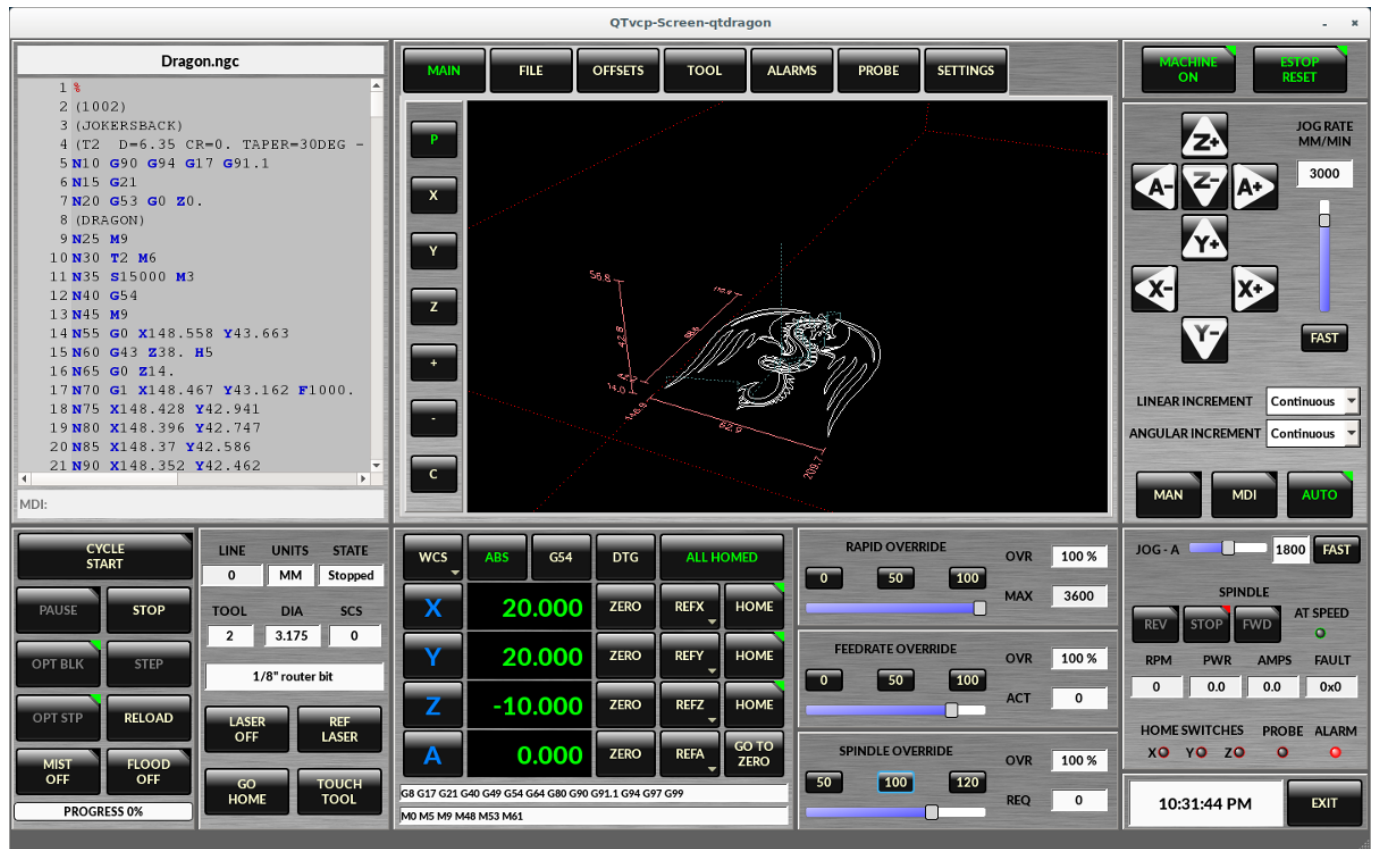 QTvcp-Screen-qtdragon
Dragon.ngc
1 %
2 (1002)
3 (JOKERSBACK)
4 (T2  D=6.35 CR=0. TAPER=30DEG -
5 N10 G90 G94 G17 G91.1
6 N15 G21
7 N20 G53 G0 Z0.
8 (DRAGON)
9 N25 M9
10 N30 T2 M6
11 N35 S15000 M3
12 N40 G54
13 N45 M9
14 N55 G0 X148.558 Y43.663
15 N60 G43 Z38. H5
16 N65 G0 Z14.
17 N70 G1 X148.467 Y43.162 F1000.
18 N75 X148.428 Y42.941
19 N80 X148.396 Y42.747
20 N85 X148.37 Y42.586
21 N90 X148.352 Y42.462
MDI:
MAIN FILE OFFSETS TOOL ALARMS PROBE SETTINGS
P
X
Y
Z
+
-
C
56.8
42.8
14.0
42.2
146.9
62.9
209.7
MACHINE ON
ESTOP RESET
JOG RATE
MM/MIN
3000
Z+
A- Z- A+
Y+
X- X+
Y-
FAST
LINEAR INCREMENT Continuous
ANGULAR INCREMENT Continuous
MAN MDI AUTO
CYCLE
START
PAUSE STOP
OPT BLK STEP
OPT STP RELOAD
MIST OFF
FLOOD OFF
PROGRESS 0%
LINE UNITS STATE
0 MM Stopped
TOOL DIA SCS
2 3.175 0
1/8" router bit
LASER OFF
REF LASER
GO HOME
TOUCH TOOL
WCS ABS G54 DTG ALL HOMED
X 20.000 ZERO REFX HOME
Y 20.000 ZERO REFY HOME
Z -10.000 ZERO REFZ HOME
A 0.000 ZERO REFA GO TO ZERO
G8 G17 G21 G40 G49 G54 G64 G80 G90 G91.1 G94 G97 G99
M0 M5 M9 M48 M53 M61
RAPID OVERRIDE
OVR 100 %
0 50 100
MAX 3600
FEEDRATE OVERRIDE
OVR 100 %
0 50 100
ACT 0
SPINDLE OVERRIDE
OVR 100 %
50 100 120
REQ 0
JOG - A 1800 FAST
SPINDLE
REV STOP FWD AT SPEED
RPM PWR AMPS FAULT
0 0.0 0.0 0x0
HOME SWITCHES PROBE ALARM
X Y Z
10:31:44 PM EXIT